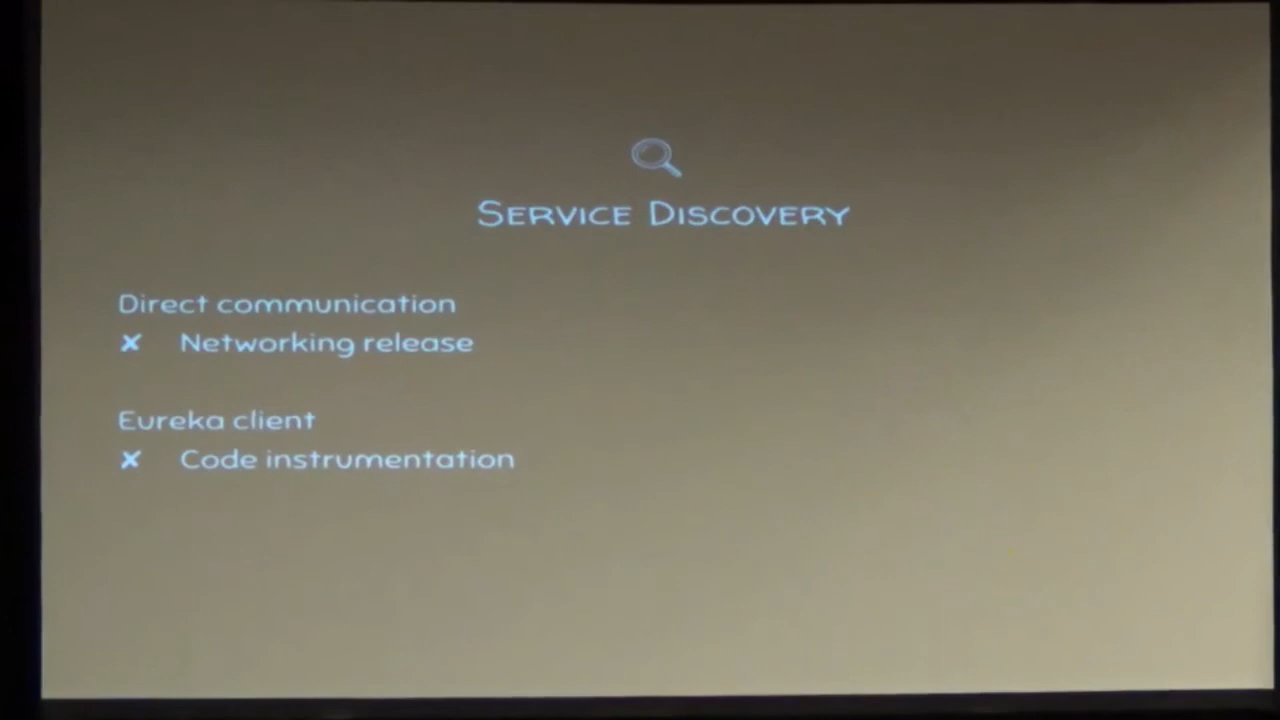 Service Discovery
Direct communication
✘ Networking release
Eureka client
✘ Code instrumentation